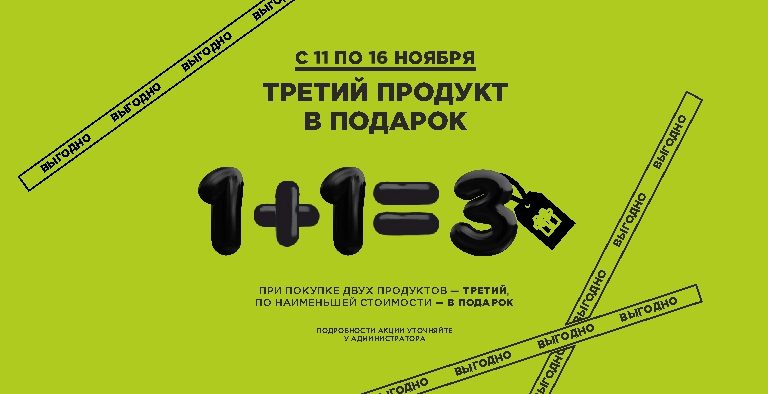 ВЫГОДНО ВЫГОДНО ВЫГОДНО ВЫГОДНО
С 11 ПО 16 НОЯБРЯ
ТРЕТИЙ ПРОДУКТ
В ПОДАРОК
1+1=3
ПРИ ПОКУПКЕ ДВУХ ПРОДУКТОВ — ТРЕТИЙ,
ПО НАИМЕНЬШЕЙ СТОИМОСТИ — В ПОДАРОК
ПОДРОБНОСТИ АКЦИИ УТОЧНЯЙТЕ
У АДМИНИСТРАТОРА
ВЫГОДНО ВЫГОДНО ВЫГОДНО ВЫГОДНО
ВЫГОДНО ВЫГОДНО ВЫГОДНО ВЫГОДНО